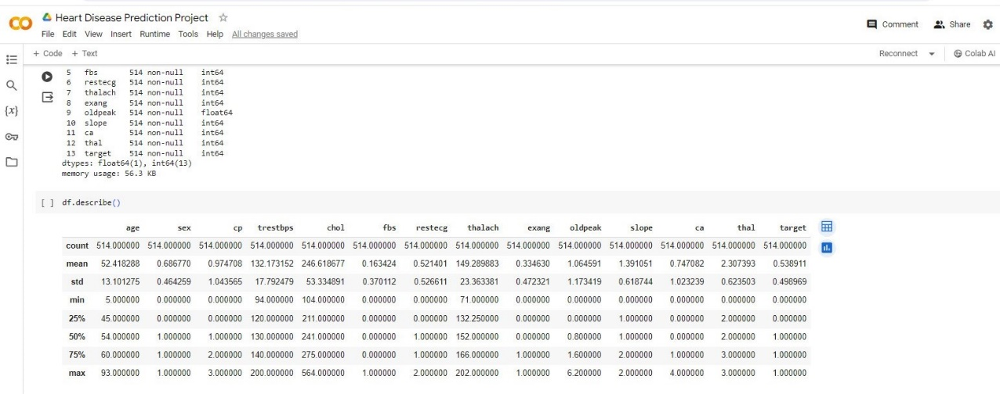 Heart Disease Prediction Project
File Edit View Insert Runtime Tools Help All changes saved
Comment Share
+ Code + Text
Reconnect Colab AI
5 fbs 514 non-null int64
6 restecg 514 non-null int64
7 thalach 514 non-null int64
8 exang 514 non-null int64
9 oldpeak 514 non-null float64
10 slope 514 non-null int64
11 ca 514 non-null int64
12 thal 514 non-null int64
13 target 514 non-null int64
dtypes: float64(1), int64(13)
memory usage: 56.3 KB
{x}
[ ] df.describe()
age sex cp trestbps chol fbs restecg thalach exang oldpeak slope ca thal target
count 514.000000 514.000000 514.000000 514.000000 514.000000 514.000000 514.000000 514.000000 514.000000 514.000000 514.000000 514.000000 514.000000 514.000000
mean 52.418288 0.686770 0.974708 132.173152 246.618677 0.163424 0.521401 149.289883 0.334630 1.064591 1.391051 0.747082 2.307393 0.538911
std 13.101275 0.464259 1.043565 17.792479 53.334891 0.370112 0.526611 23.363381 0.472321 1.173419 0.618744 1.023239 0.623503 0.498969
min 5.000000 0.000000 0.000000 94.000000 104.000000 0.000000 0.000000 71.000000 0.000000 0.000000 0.000000 0.000000 0.000000 0.000000
25% 45.000000 0.000000 0.000000 120.000000 211.000000 0.000000 0.000000 132.250000 0.000000 0.000000 1.000000 0.000000 2.000000 0.000000
50% 54.000000 1.000000 1.000000 130.000000 241.000000 0.000000 1.000000 152.000000 0.000000 0.800000 1.000000 0.000000 2.000000 1.000000
75% 60.000000 1.000000 2.000000 140.000000 275.000000 0.000000 1.000000 166.000000 1.000000 1.600000 2.000000 1.000000 3.000000 1.000000
max 93.000000 1.000000 3.000000 200.000000 564.000000 1.000000 2.000000 202.000000 1.000000 6.200000 2.000000 4.000000 3.000000 1.000000